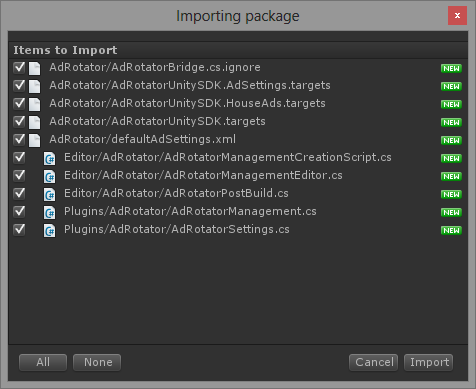 Importing package
x
Items to Import
AdRotator/AdRotatorBridge.cs.ignore NEW
AdRotator/AdRotatorUnitySDK.AdSettings.targets NEW
AdRotator/AdRotatorUnitySDK.HouseAds.targets NEW
AdRotator/AdRotatorUnitySDK.targets NEW
AdRotator/defaultAdSettings.xml NEW
C# Editor/AdRotator/AdRotatorManagementCreationScript.cs NEW
C# Editor/AdRotator/AdRotatorManagementEditor.cs NEW
C# Editor/AdRotator/AdRotatorPostBuild.cs NEW
C# Plugins/AdRotator/AdRotatorManagement.cs NEW
C# Plugins/AdRotator/AdRotatorSettings.cs NEW
All None Cancel Import